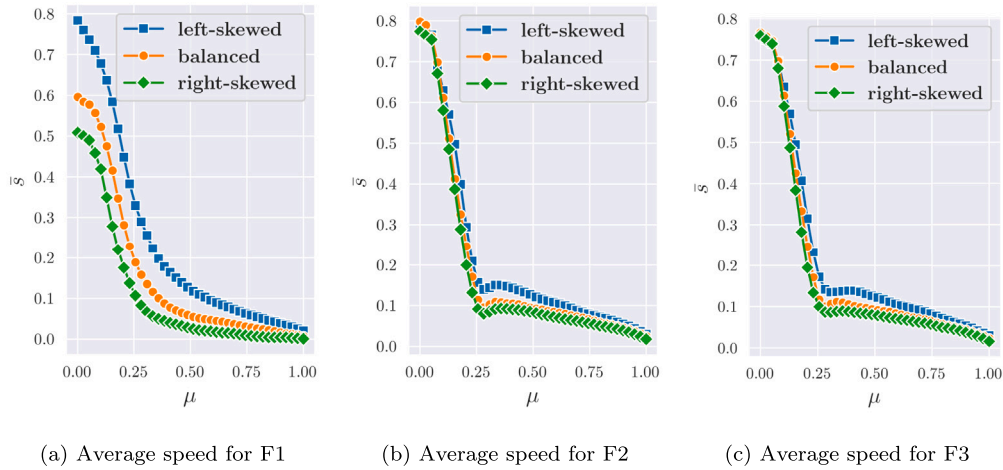 0.8
0.7
0.6
0.5
0.4
0.3
0.2
0.1
0.0
s̄
left-skewed
balanced
right-skewed
0.00 0.25 0.50 0.75 1.00
μ
(a) Average speed for F1
0.8
0.7
0.6
0.5
0.4
0.3
0.2
0.1
0.0
s̄
left-skewed
balanced
right-skewed
0.00 0.25 0.50 0.75 1.00
μ
(b) Average speed for F2
0.8
0.7
0.6
0.5
0.4
0.3
0.2
0.1
0.0
s̄
left-skewed
balanced
right-skewed
0.00 0.25 0.50 0.75 1.00
μ
(c) Average speed for F3